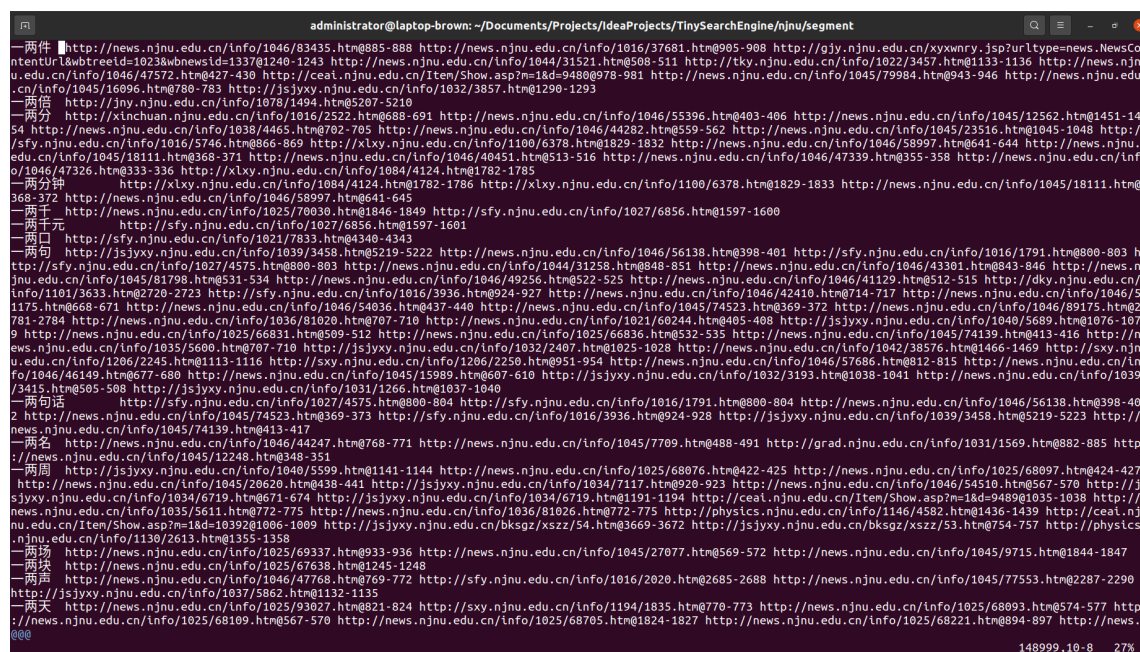 administrator@laptop-brown: ~/Documents/Projects/IdeaProjects/TinySearchEngine/njnu/segment
一两件 http://news.njnu.edu.cn/info/1046/83435.htm@885-888 http://news.njnu.edu.cn/info/1016/37681.htm@905-908 http://gjy.njnu.edu.cn/xyxwnry.jsp?urltype=news.NewsCo
ntentUrl&wbtreeid=1023&wbnewsid=1337@1240-1243 http://news.njnu.edu.cn/info/1044/31521.htm@508-511 http://tky.njnu.edu.cn/info/1022/3457.htm@1133-1136 http://news.njn
u.edu.cn/info/1046/47572.htm@427-430 http://ceai.njnu.edu.cn/Item/Show.asp?m=1&d=9480@978-981 http://news.njnu.edu.cn/info/1045/79984.htm@943-946 http://news.njnu.edu
.cn/info/1045/16096.htm@780-783 http://jsjyxy.njnu.edu.cn/info/1032/3857.htm@1290-1293
一两倍 http://jny.njnu.edu.cn/info/1078/1494.htm@5207-5210
一两分 http://xinchuan.njnu.edu.cn/info/1016/2522.htm@688-691 http://news.njnu.edu.cn/info/1046/55396.htm@403-406 http://news.njnu.edu.cn/info/1045/12562.htm@1451-14
54 http://news.njnu.edu.cn/info/1038/4465.htm@702-705 http://news.njnu.edu.cn/info/1046/44282.htm@559-562 http://news.njnu.edu.cn/info/1045/23516.htm@1045-1048 http:/
/sfy.njnu.edu.cn/info/1016/5746.htm@866-869 http://xlxy.njnu.edu.cn/info/1100/6378.htm@1829-1832 http://news.njnu.edu.cn/info/1046/58997.htm@641-644 http://news.njnu.
edu.cn/info/1045/18111.htm@368-371 http://news.njnu.edu.cn/info/1046/40451.htm@513-516 http://news.njnu.edu.cn/info/1046/47339.htm@355-358 http://news.njnu.edu.cn/inf
o/1046/47326.htm@333-336 http://xlxy.njnu.edu.cn/info/1084/4124.htm@1782-1785
一两分钟 http://xlxy.njnu.edu.cn/info/1084/4124.htm@1782-1786 http://xlxy.njnu.edu.cn/info/1100/6378.htm@1829-1833 http://news.njnu.edu.cn/info/1045/18111.htm@
368-372 http://news.njnu.edu.cn/info/1046/58997.htm@641-645
一两千 http://news.njnu.edu.cn/info/1025/70030.htm@1846-1849 http://sfy.njnu.edu.cn/info/1027/6856.htm@1597-1600
一两千元 http://sfy.njnu.edu.cn/info/1027/6856.htm@1597-1601
一两口 http://sfy.njnu.edu.cn/info/1021/7833.htm@4340-4343
一两句 http://jsjyxy.njnu.edu.cn/info/1039/3458.htm@5219-5222 http://news.njnu.edu.cn/info/1046/56138.htm@398-401 http://sfy.njnu.edu.cn/info/1016/1791.htm@800-803 h
ttp://sfy.njnu.edu.cn/info/1027/4575.htm@800-803 http://news.njnu.edu.cn/info/1044/31258.htm@848-851 http://news.njnu.edu.cn/info/1046/43301.htm@843-846 http://news.n
jnu.edu.cn/info/1045/81798.htm@531-534 http://news.njnu.edu.cn/info/1046/49256.htm@522-525 http://news.njnu.edu.cn/info/1046/41129.htm@512-515 http://dky.njnu.edu.cn/
info/1101/3633.htm@2720-2723 http://sfy.njnu.edu.cn/info/1016/3936.htm@924-927 http://news.njnu.edu.cn/info/1046/42410.htm@714-717 http://news.njnu.edu.cn/info/1046/5
1175.htm@668-671 http://news.njnu.edu.cn/info/1046/54036.htm@437-440 http://news.njnu.edu.cn/info/1045/74523.htm@369-372 http://news.njnu.edu.cn/info/1046/89175.htm@2
781-2784 http://news.njnu.edu.cn/info/1036/81020.htm@707-710 http://news.njnu.edu.cn/info/1021/60244.htm@405-408 http://jsjyxy.njnu.edu.cn/info/1040/5689.htm@1076-107
9 http://news.njnu.edu.cn/info/1025/66831.htm@509-512 http://news.njnu.edu.cn/info/1025/66836.htm@532-535 http://news.njnu.edu.cn/info/1045/74139.htm@413-416 http://n
ews.njnu.edu.cn/info/1035/5600.htm@707-710 http://jsjyxy.njnu.edu.cn/info/1032/2407.htm@1025-1028 http://news.njnu.edu.cn/info/1042/38576.htm@1466-1469 http://sxy.njn
u.edu.cn/info/1206/2245.htm@1113-1116 http://sxy.njnu.edu.cn/info/1206/2250.htm@951-954 http://news.njnu.edu.cn/info/1046/57686.htm@812-815 http://news.njnu.edu.cn/in
fo/1046/46149.htm@677-680 http://news.njnu.edu.cn/info/1045/15989.htm@607-610 http://jsjyxy.njnu.edu.cn/info/1032/3193.htm@1038-1041 http://news.njnu.edu.cn/info/1039
/3415.htm@505-508 http://jsjyxy.njnu.edu.cn/info/1031/1266.htm@1037-1040
一两句话 http://sfy.njnu.edu.cn/info/1027/4575.htm@800-804 http://sfy.njnu.edu.cn/info/1016/1791.htm@800-804 http://news.njnu.edu.cn/info/1046/56138.htm@398-40
2 http://news.njnu.edu.cn/info/1045/74523.htm@369-373 http://sfy.njnu.edu.cn/info/1016/3936.htm@924-928 http://jsjyxy.njnu.edu.cn/info/1039/3458.htm@5219-5223 http://
news.njnu.edu.cn/info/1045/74139.htm@413-417
一两名 http://news.njnu.edu.cn/info/1046/44247.htm@768-771 http://news.njnu.edu.cn/info/1045/7709.htm@488-491 http://grad.njnu.edu.cn/info/1031/1569.htm@882-885 http
://news.njnu.edu.cn/info/1045/12248.htm@348-351
一两周 http://jsjyxy.njnu.edu.cn/info/1040/5599.htm@1141-1144 http://news.njnu.edu.cn/info/1025/68076.htm@422-425 http://news.njnu.edu.cn/info/1025/68097.htm@424-427
http://news.njnu.edu.cn/info/1045/20620.htm@438-441 http://jsjyxy.njnu.edu.cn/info/1034/7117.htm@920-923 http://news.njnu.edu.cn/info/1046/54510.htm@567-570 http://j
sjyxy.njnu.edu.cn/info/1034/6719.htm@671-674 http://jsjyxy.njnu.edu.cn/info/1034/6719.htm@1191-1194 http://ceai.njnu.edu.cn/Item/Show.asp?m=1&d=9489@1035-1038 http://
news.njnu.edu.cn/info/1035/5611.htm@772-775 http://news.njnu.edu.cn/info/1036/81026.htm@772-775 http://physics.njnu.edu.cn/info/1146/4582.htm@1436-1439 http://ceai.nj
nu.edu.cn/Item/Show.asp?m=1&d=10392@1006-1009 http://jsjyxy.njnu.edu.cn/bksgz/xszz/54.htm@3669-3672 http://jsjyxy.njnu.edu.cn/bksgz/xszz/53.htm@754-757 http://physics
.njnu.edu.cn/info/1130/2613.htm@1355-1358
一两场 http://news.njnu.edu.cn/info/1025/69337.htm@933-936 http://news.njnu.edu.cn/info/1045/27077.htm@569-572 http://news.njnu.edu.cn/info/1045/9715.htm@1844-1847
一两块 http://news.njnu.edu.cn/info/1025/67638.htm@1245-1248
一两声 http://news.njnu.edu.cn/info/1046/47768.htm@769-772 http://sfy.njnu.edu.cn/info/1016/2020.htm@2685-2688 http://news.njnu.edu.cn/info/1045/77553.htm@2287-2290
http://jsjyxy.njnu.edu.cn/info/1037/5862.htm@1132-1135
一两天 http://news.njnu.edu.cn/info/1025/93027.htm@821-824 http://sxy.njnu.edu.cn/info/1194/1835.htm@770-773 http://news.njnu.edu.cn/info/1025/68093.htm@574-577 http
://news.njnu.edu.cn/info/1025/68109.htm@567-570 http://news.njnu.edu.cn/info/1025/68705.htm@1824-1827 http://news.njnu.edu.cn/info/1025/68221.htm@894-897 http://news.
@@@
148999,10-8 27%